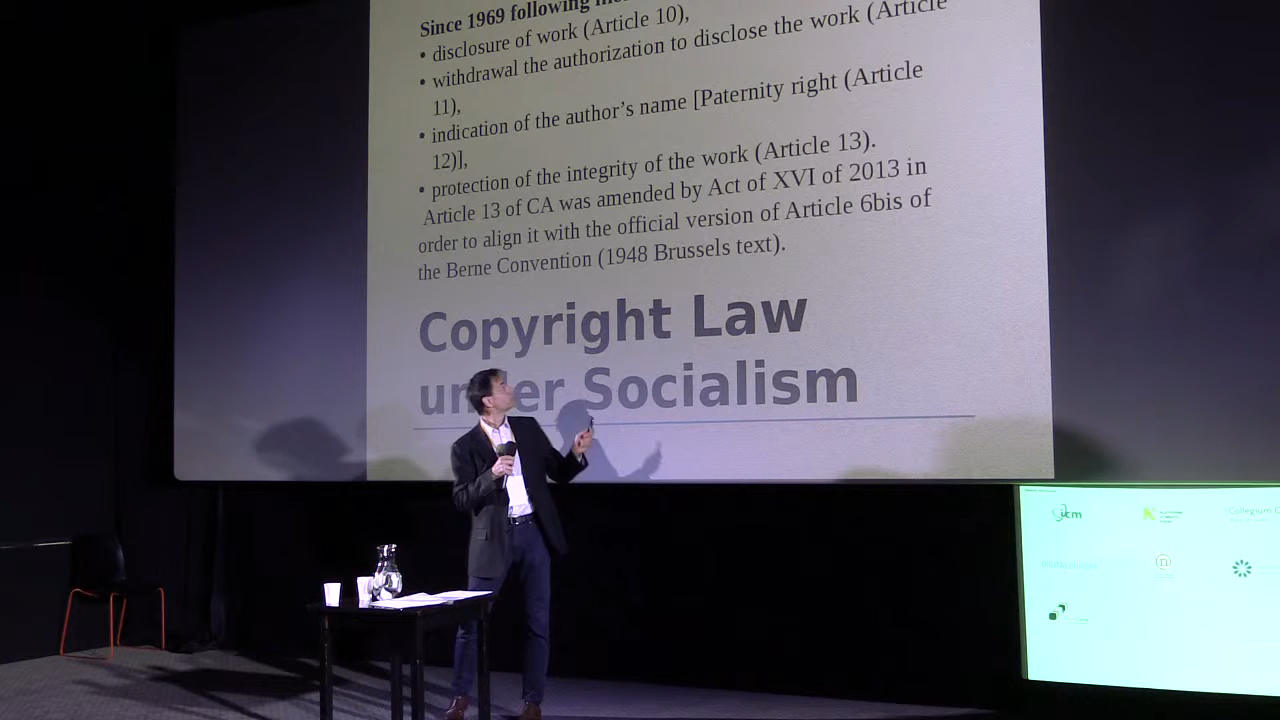 Since 1969 following
• disclosure of work (Article 10),
• withdrawal the authorization to disclose the work (Article
11),
• indication of the author’s name [Paternity right (Article
12)],
• protection of the integrity of the work (Article 13).
Article 13 of CA was amended by Act of XVI of 2013 in
order to align it with the official version of Article 6bis of
the Berne Convention (1948 Brussels text).
Copyright Law
under Socialism
icm
Collegium